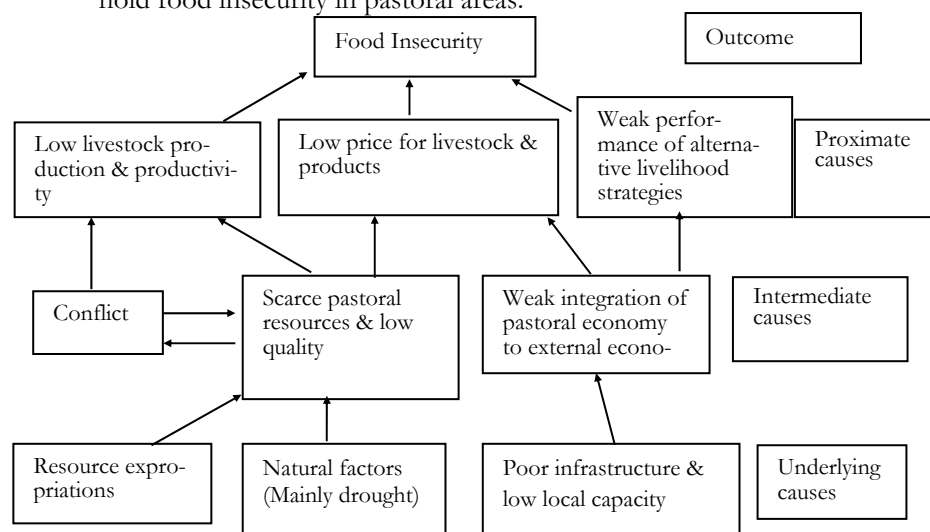 hold food insecurity in pastoral areas.
Food Insecurity
Outcome
Low livestock pro-
duction & productivi-
ty
Low price for livestock &
products
Weak perfor-
mance of alterna-
tive livelihood
strategies
Proximate
causes
Conflict
Scarce pastoral
resources & low
quality
Weak integration of
pastoral economy
to external econo-
Intermediate
causes
Resource expro-
priations
Natural factors
(Mainly drought)
Poor infrastructure &
low local capacity
Underlying
causes